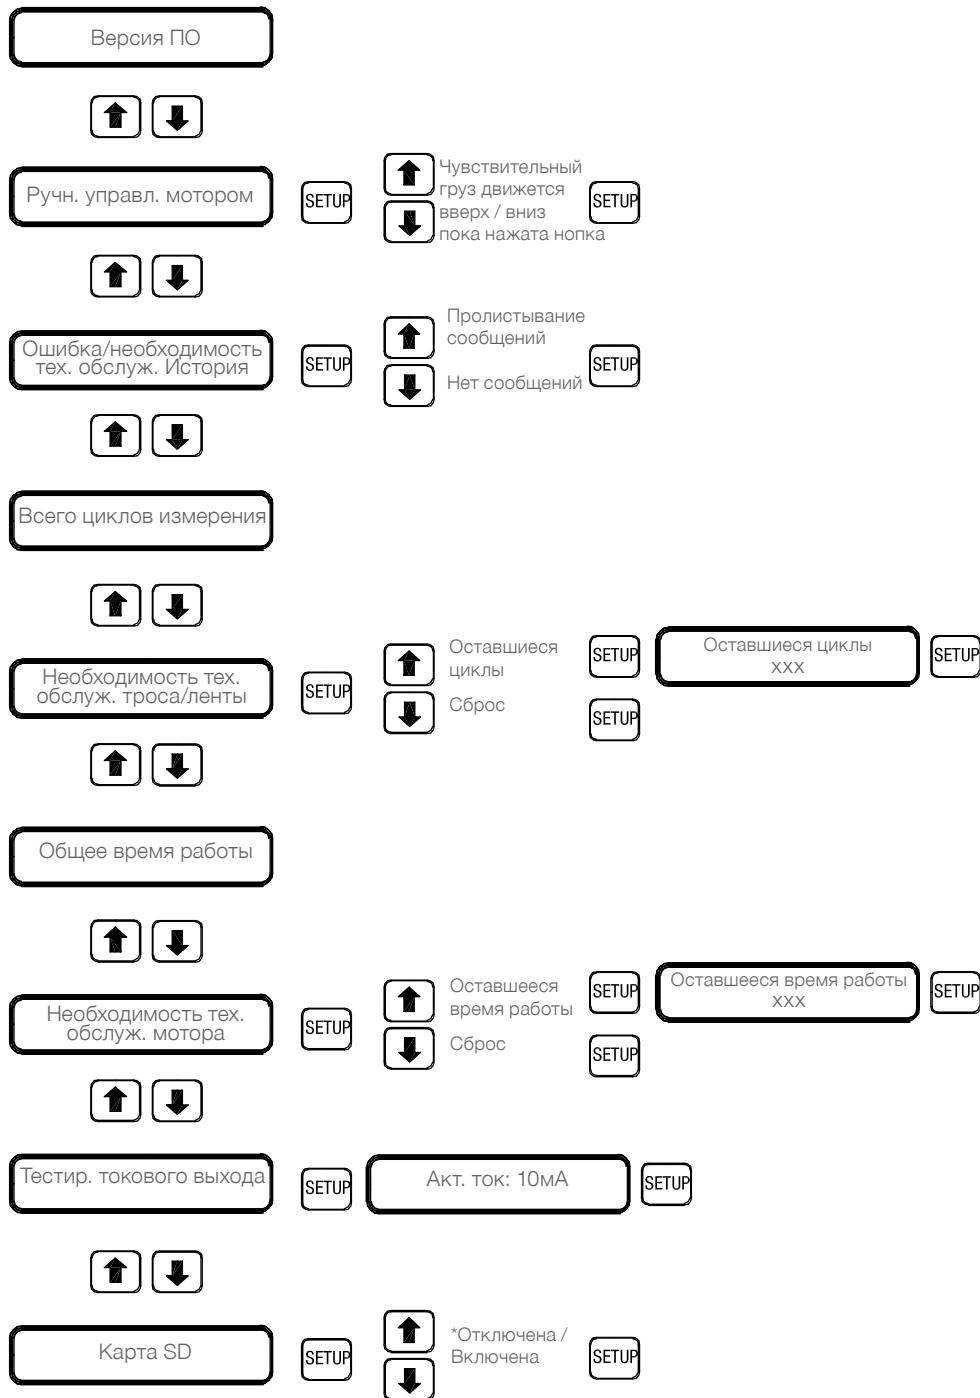 Версия ПО
Ручн. управл. мотором
SETUP
Чувствительный
груз движется
вверх / вниз
пока нажата нопка
SETUP
Ошибка/необходимость
тех. обслуж. История
SETUP
Пролистывание
сообщений
Нет сообщений
SETUP
Всего циклов измерения
Необходимость тех.
обслуж. троса/ленты
SETUP
Оставшиеся
циклы
SETUP
Оставшиеся циклы
xxx
SETUP
Сброс
SETUP
Общее время работы
Необходимость тех.
обслуж. мотора
SETUP
Оставшееся
время работы
SETUP
Оставшееся время работы
xxx
SETUP
Сброс
SETUP
Тестир. токового выхода
SETUP
Акт. ток: 10мА
SETUP
Карта SD
SETUP
*Отключена /
Включена
SETUP